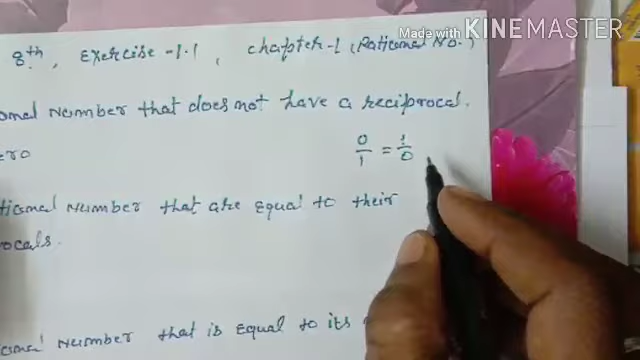 Made with KINEMASTER
8th, Exercise-1.1, Chapter-1 (Rational No.)
onal Number that does not have a reciprocal.
ero
0/1 = 1/0
tional Number that are equal to their
rocals.
onal Number that is equal to its